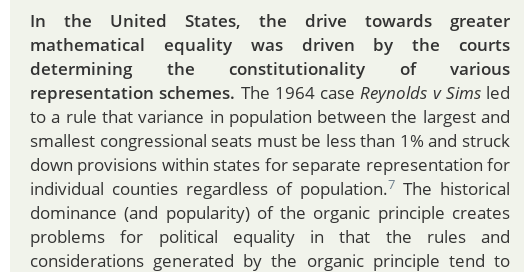 In the United States, the drive towards greater
mathematical equality was driven by the courts
determining the constitutionality of various
representation schemes. The 1964 case Reynolds v Sims led
to a rule that variance in population between the largest and
smallest congressional seats must be less than 1% and struck
down provisions within states for separate representation for
individual counties regardless of population.7 The historical
dominance (and popularity) of the organic principle creates
problems for political equality in that the rules and
considerations generated by the organic principle tend to